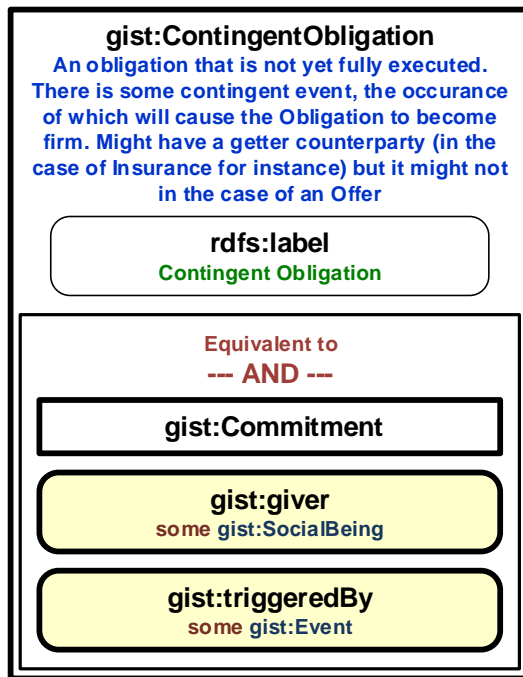 gist:ContingentObligation
An obligation that is not yet fully executed.
There is some contingent event, the occurance
of which will cause the Obligation to become
firm. Might have a getter counterparty (in the
case of Insurance for instance) but it might not
in the case of an Offer
rdfs:label
Contingent Obligation
Equivalent to
--- AND ---
gist:Commitment
gist:giver
some gist:SocialBeing
gist:triggeredBy
some gist:Event